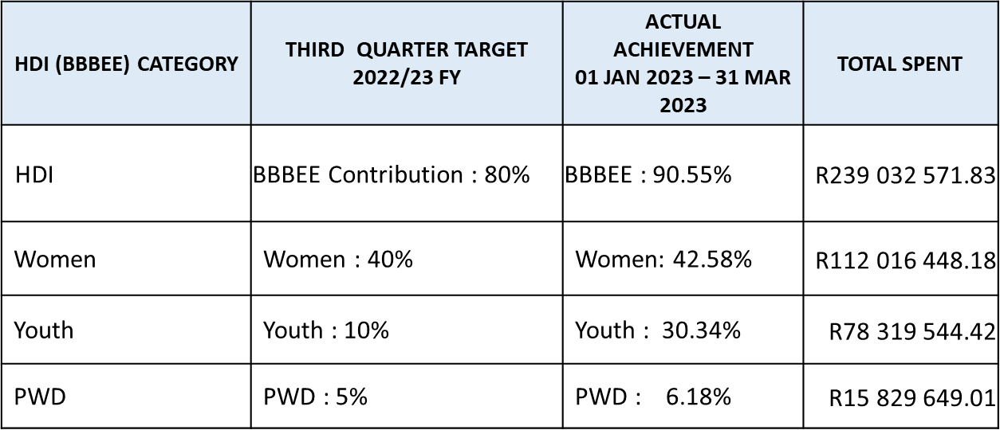 HDI (BBBEE) CATEGORY
THIRD QUARTER TARGET
2022/23 FY
ACTUAL
ACHIEVEMENT
01 JAN 2023 – 31 MAR
2023
TOTAL SPENT
HDI
BBBEE Contribution : 80%
BBBEE : 90.55%
R239 032 571.83
Women
Women : 40%
Women: 42.58%
R112 016 448.18
Youth
Youth : 10%
Youth : 30.34%
R78 319 544.42
PWD
PWD : 5%
PWD : 6.18%
R15 829 649.01